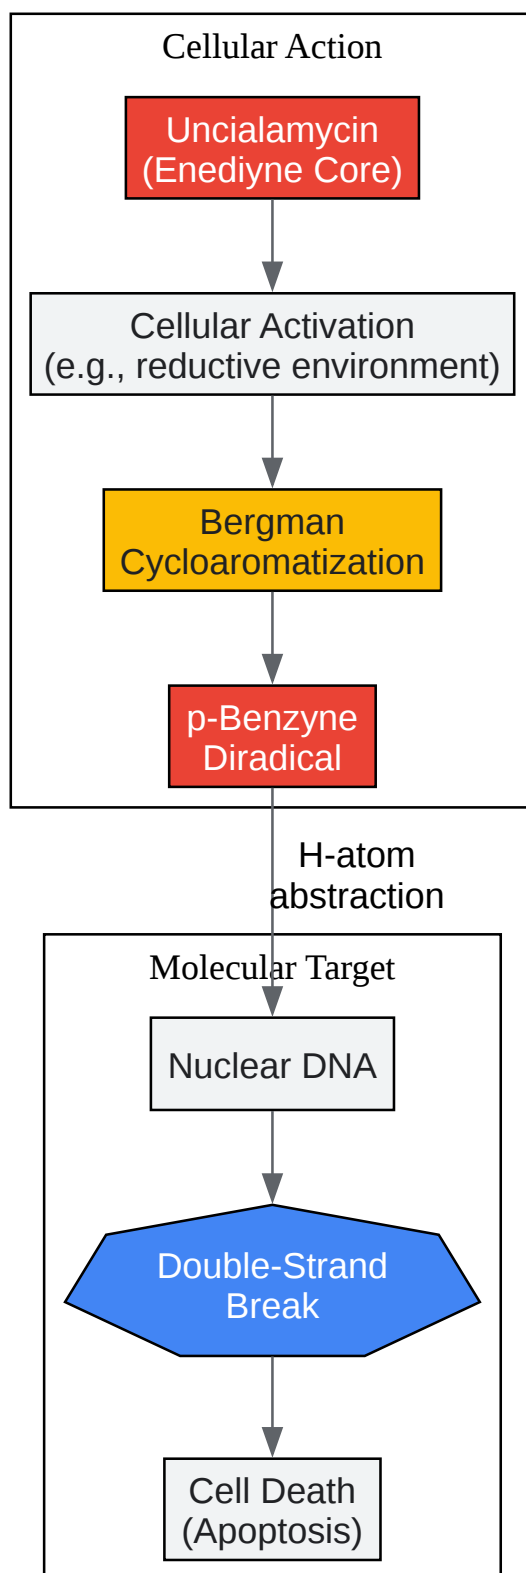 Cellular Action
Uncialamycin
(Enediyne Core)
Cellular Activation
(e.g., reductive environment)
Bergman
Cycloaromatization
p-Benzyne
Diradical
H-atom
abstraction
Molecular Target
Nuclear DNA
Double-Strand
Break
Cell Death
(Apoptosis)